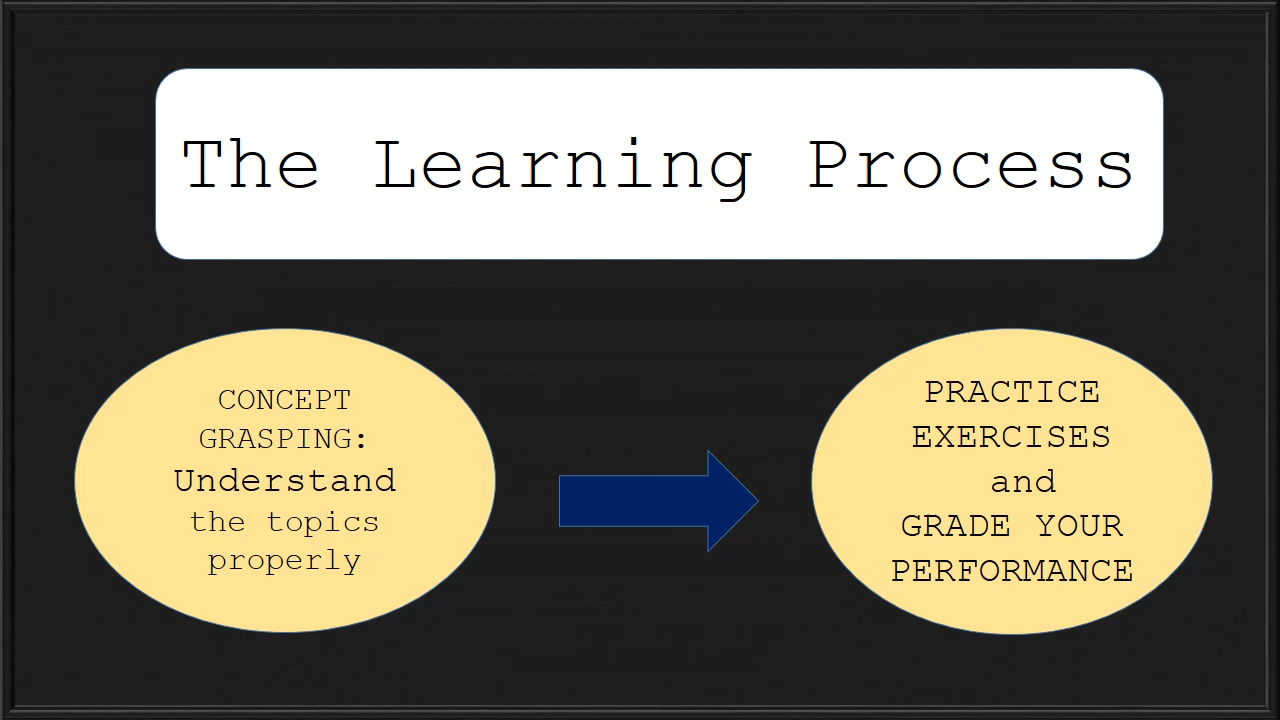 The Learning Process
CONCEPT
GRASPING:
Understand
the topics
properly
PRACTICE
EXERCISES
and
GRADE YOUR
PERFORMANCE